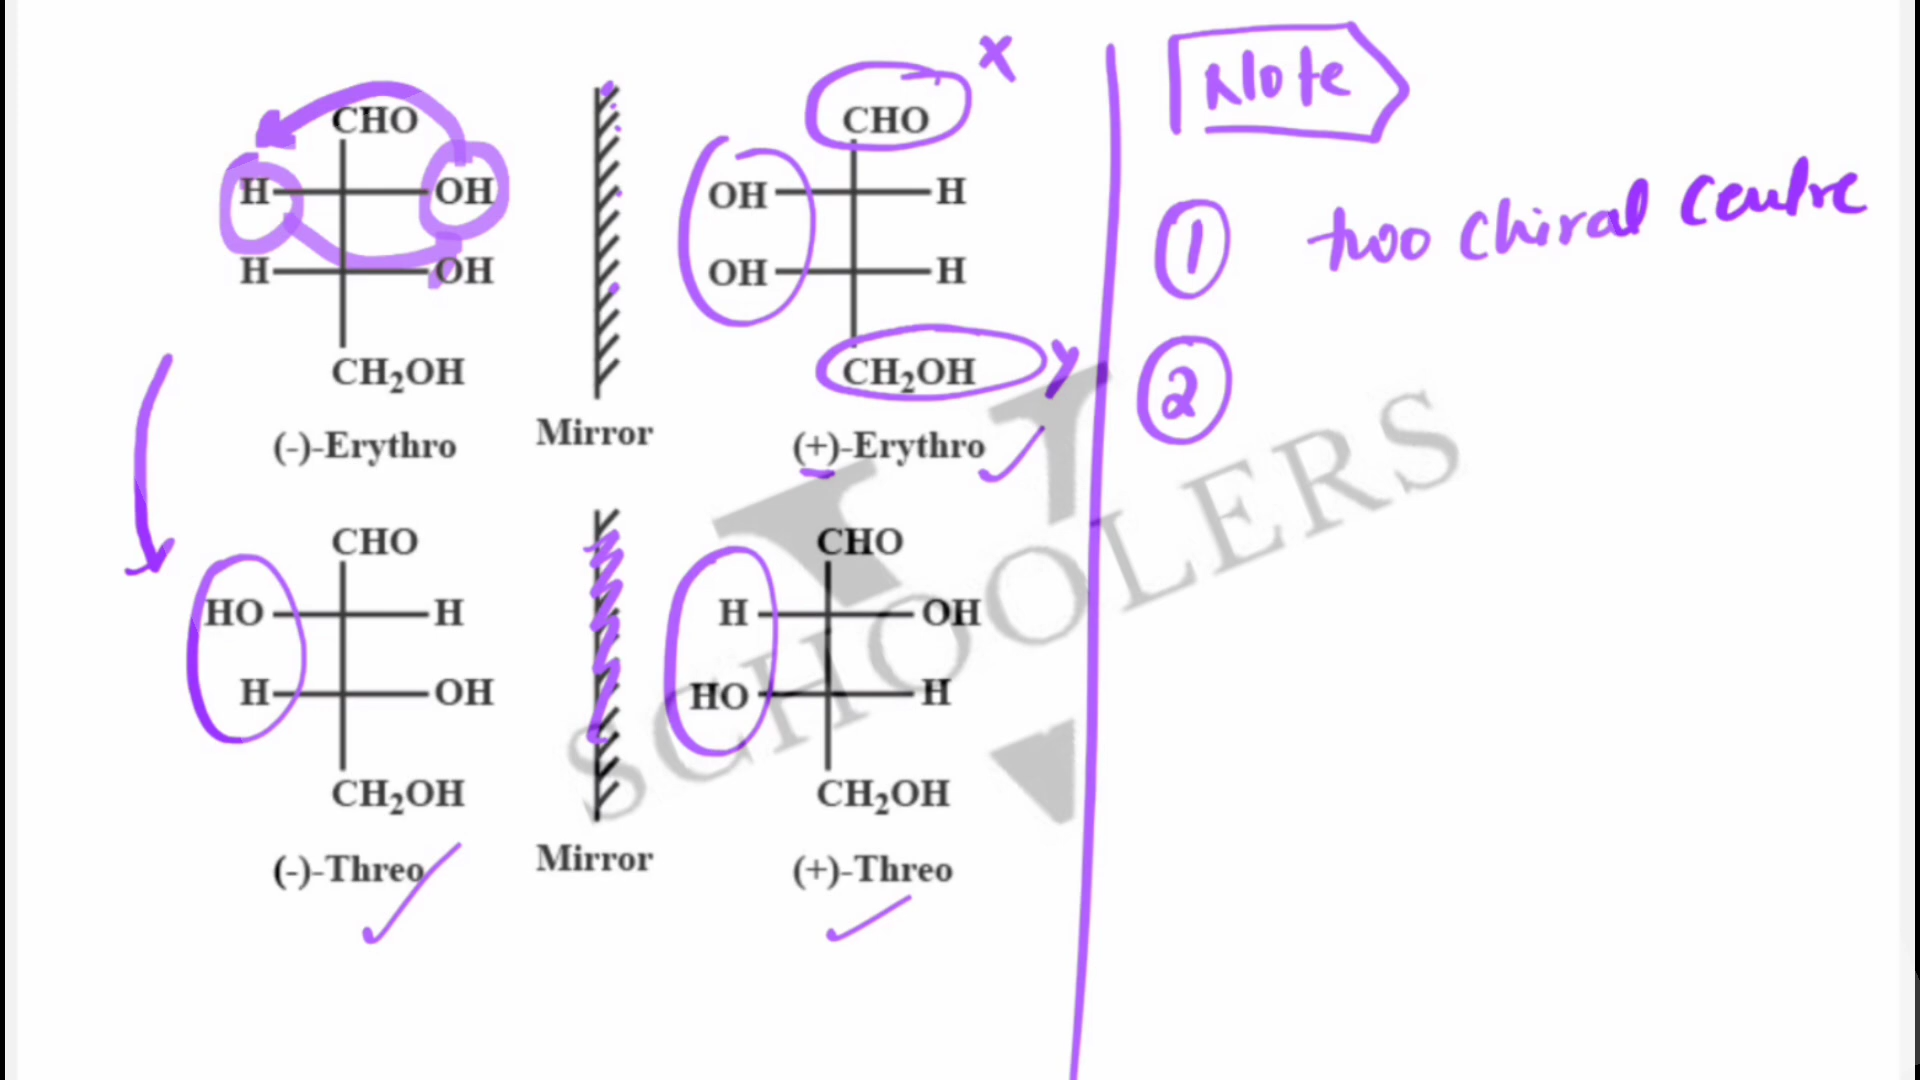 CHO
H OH
H OH
CH₂OH
(-)-Erythro
Mirror
X
CHO
OH H
OH H
CH₂OH
y
(+)-Erythro
CHO
HO H
H OH
CH₂OH
(-)-Threo
Mirror
CHO
H OH
HO H
CH₂OH
(+)-Threo
Note
1 two chiral centre
2
SCHOOLERS